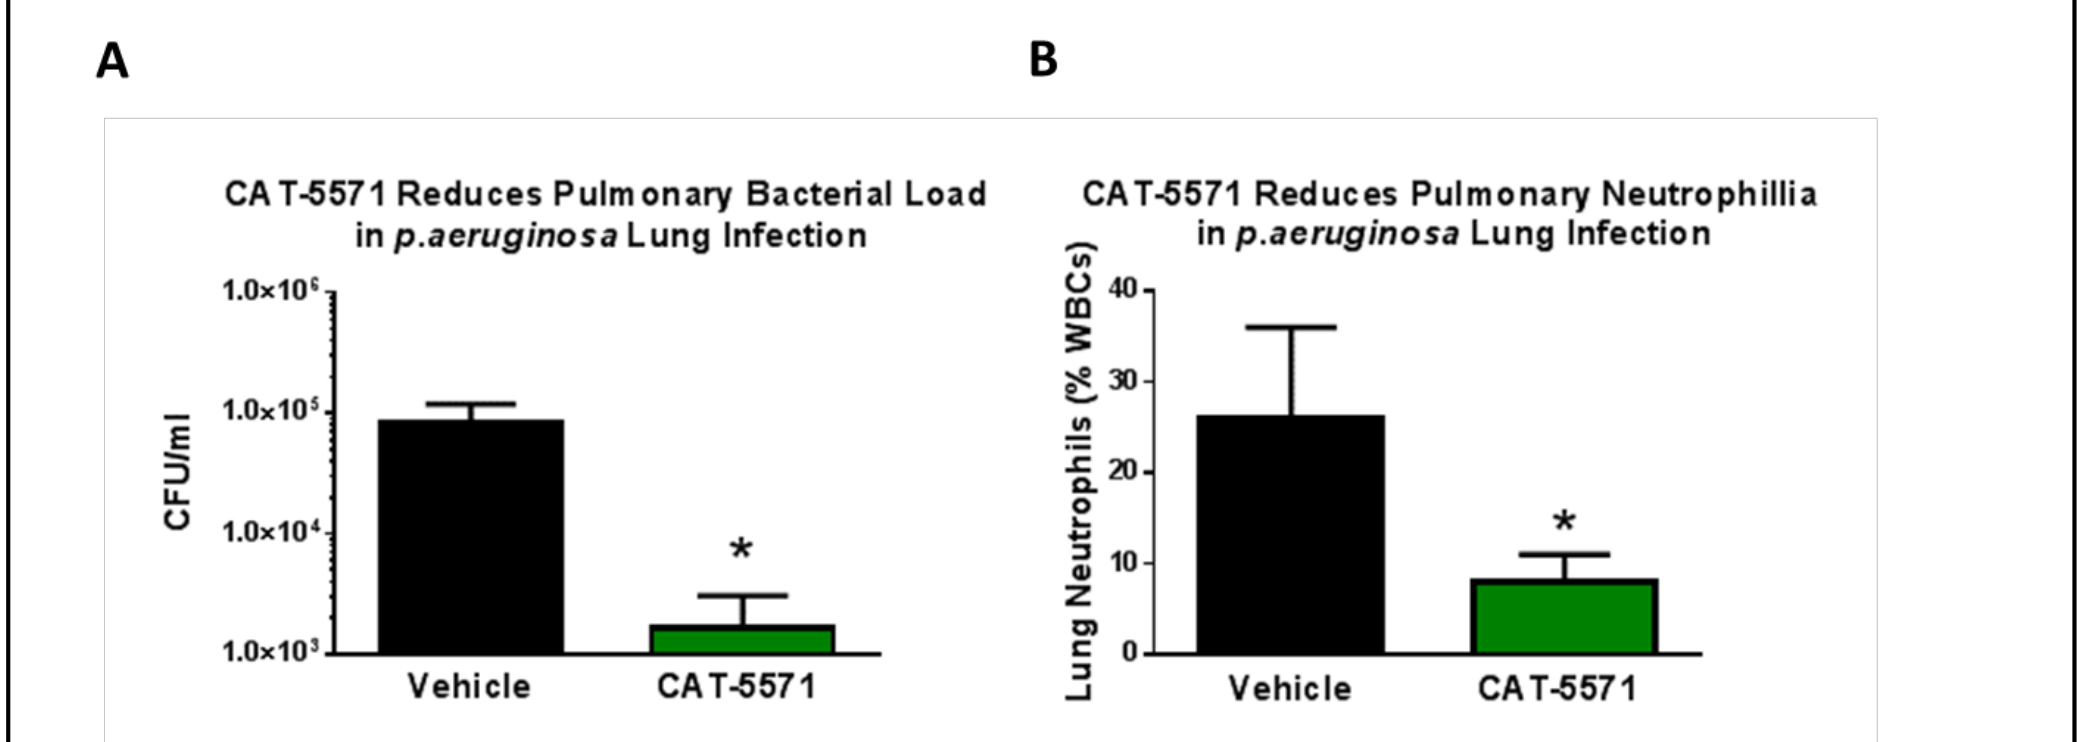 A
B
CAT-5571 Reduces Pulmonary Bacterial Load
in p.aeruginosa Lung Infection
CFU/ml
1.0×10⁶
1.0×10⁵
1.0×10⁴
1.0×10³
*
Vehicle
CAT-5571
CAT-5571 Reduces Pulmonary Neutrophillia
in p.aeruginosa Lung Infection
Lung Neutrophils (% WBCs)
40
30
20
10
0
*
Vehicle
CAT-5571